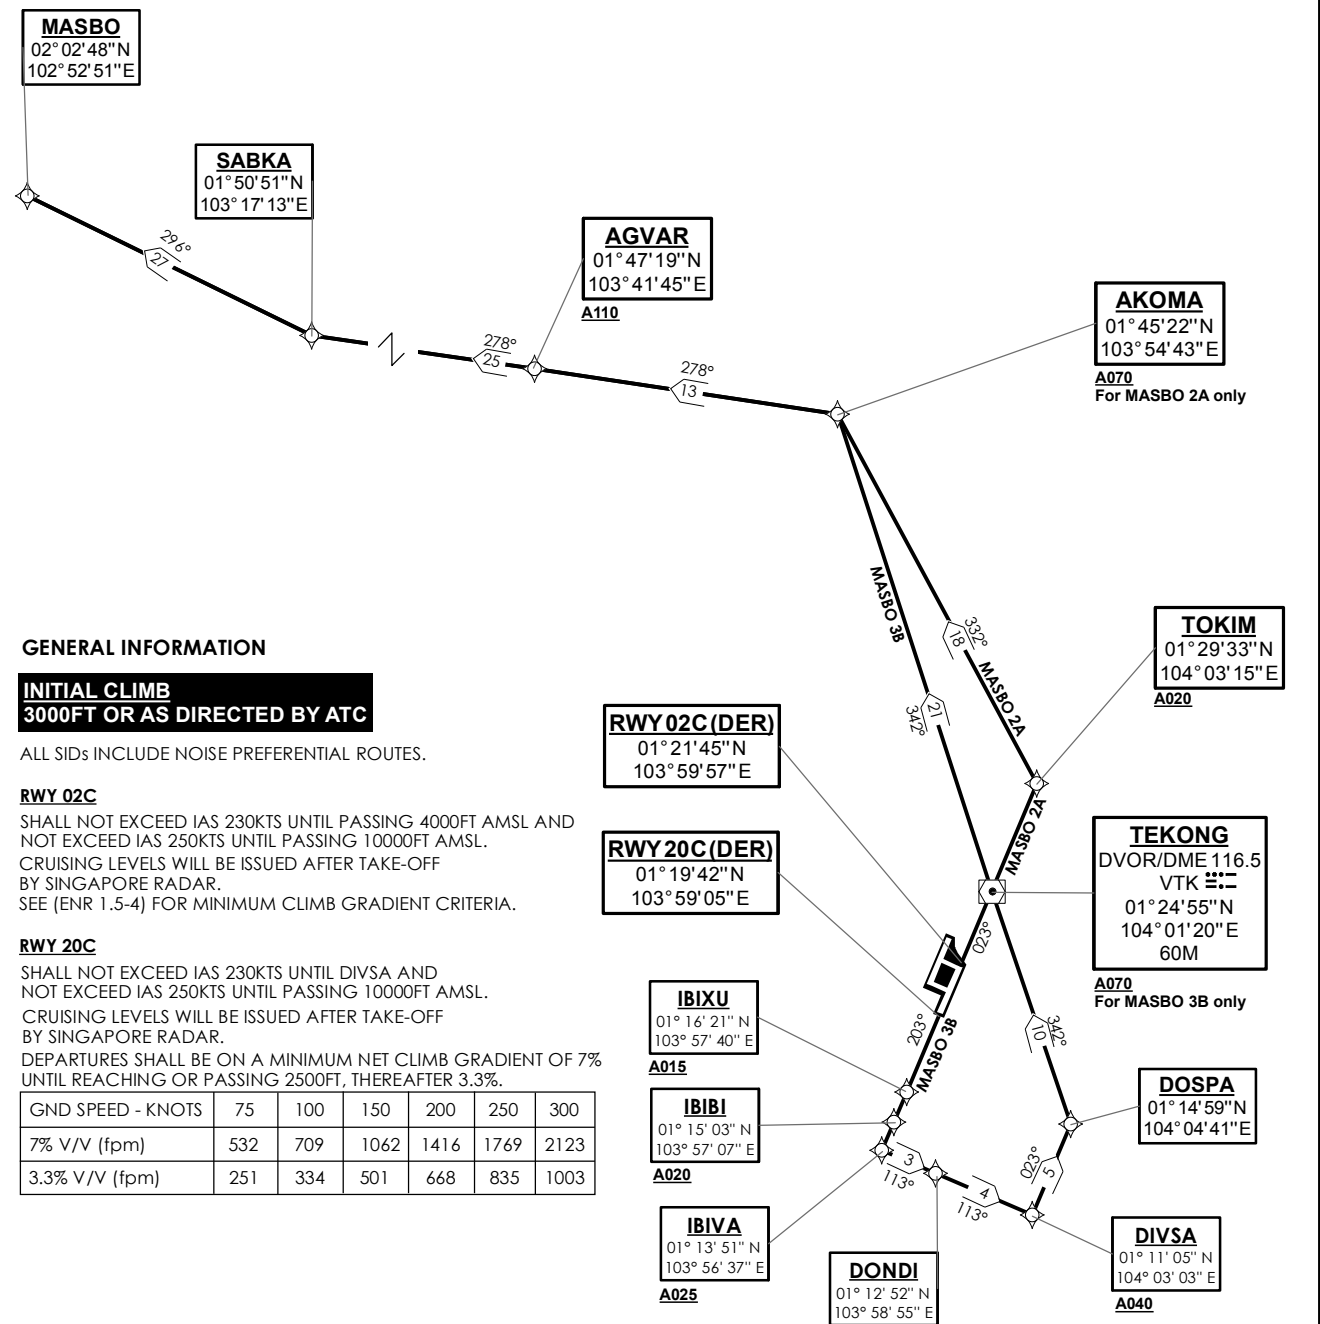 MASBO
02°02'48"N
102°52'51"E
SABKA
01°50'51"N
103°17'13"E
AGVAR
01°47'19"N
103°41'45"E
A110
AKOMA
01°45'22"N
103°54'43"E
A070
For MASBO 2A only
296°
27
278°
25
278°
13
MASBO 3B
332°
18
MASBO 2A
21
342°
TOKIM
01°29'33"N
104°03'15"E
A020
GENERAL INFORMATION
INITIAL CLIMB
3000FT OR AS DIRECTED BY ATC
ALL SIDs INCLUDE NOISE PREFERENTIAL ROUTES.
RWY 02C
SHALL NOT EXCEED IAS 230KTS UNTIL PASSING 4000FT AMSL AND
NOT EXCEED IAS 250KTS UNTIL PASSING 10000FT AMSL.
CRUISING LEVELS WILL BE ISSUED AFTER TAKE-OFF
BY SINGAPORE RADAR.
SEE (ENR 1.5-4) FOR MINIMUM CLIMB GRADIENT CRITERIA.
RWY 20C
SHALL NOT EXCEED IAS 230KTS UNTIL DIVSA AND
NOT EXCEED IAS 250KTS UNTIL PASSING 10000FT AMSL.
CRUISING LEVELS WILL BE ISSUED AFTER TAKE-OFF
BY SINGAPORE RADAR.
DEPARTURES SHALL BE ON A MINIMUM NET CLIMB GRADIENT OF 7%
UNTIL REACHING OR PASSING 2500FT, THEREAFTER 3.3%.
GND SPEED - KNOTS 75 100 150 200 250 300
7% V/V (fpm) 532 709 1062 1416 1769 2123
3.3% V/V (fpm) 251 334 501 668 835 1003
RWY 02C(DER)
01°21'45"N
103°59'57"E
RWY 20C(DER)
01°19'42"N
103°59'05"E
MASBO 2A
TEKONG
DVOR/DME 116.5
VTK
01°24'55"N
104°01'20"E
60M
A070
For MASBO 3B only
023°
203°
MASBO 3B
IBIXU
01° 16' 21" N
103° 57' 40" E
A015
IBIBI
01° 15' 03" N
103° 57' 07" E
A020
IBIVA
01° 13' 51" N
103° 56' 37" E
A025
342°
10
DOSPA
01°14'59"N
104°04'41"E
3
113°
4
113°
023°
5
DONDI
01° 12' 52" N
103° 58' 55" E
DIVSA
01° 11' 05" N
104° 03' 03" E
A040